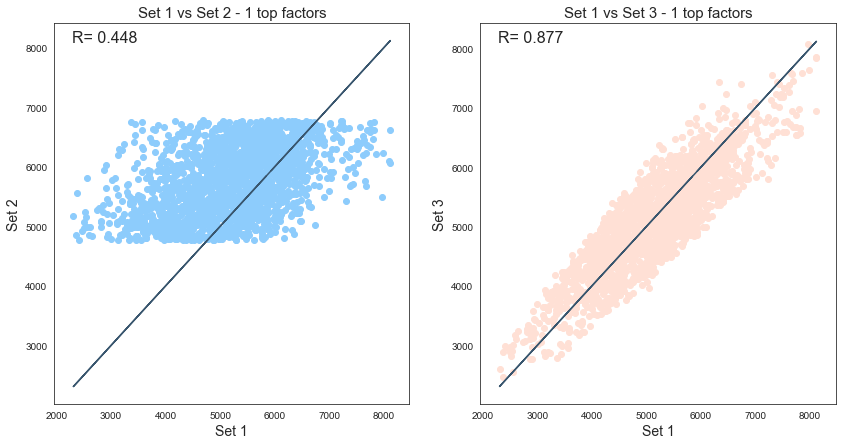 Set 1 vs Set 2 - 1 top factors
R= 0.448
8000
7000
6000
5000
4000
3000
Set 2
2000 3000 4000 5000 6000 7000 8000
Set 1
Set 1 vs Set 3 - 1 top factors
R= 0.877
8000
7000
6000
5000
4000
3000
Set 3
2000 3000 4000 5000 6000 7000 8000
Set 1